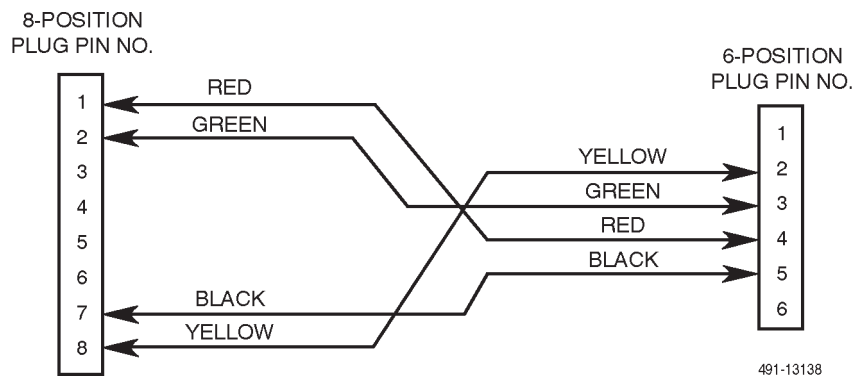 8-POSITION
PLUG PIN NO.
1
2
3
4
5
6
7
8
RED
GREEN
BLACK
YELLOW
6-POSITION
PLUG PIN NO.
YELLOW
GREEN
RED
BLACK
1
2
3
4
5
6
491-13138